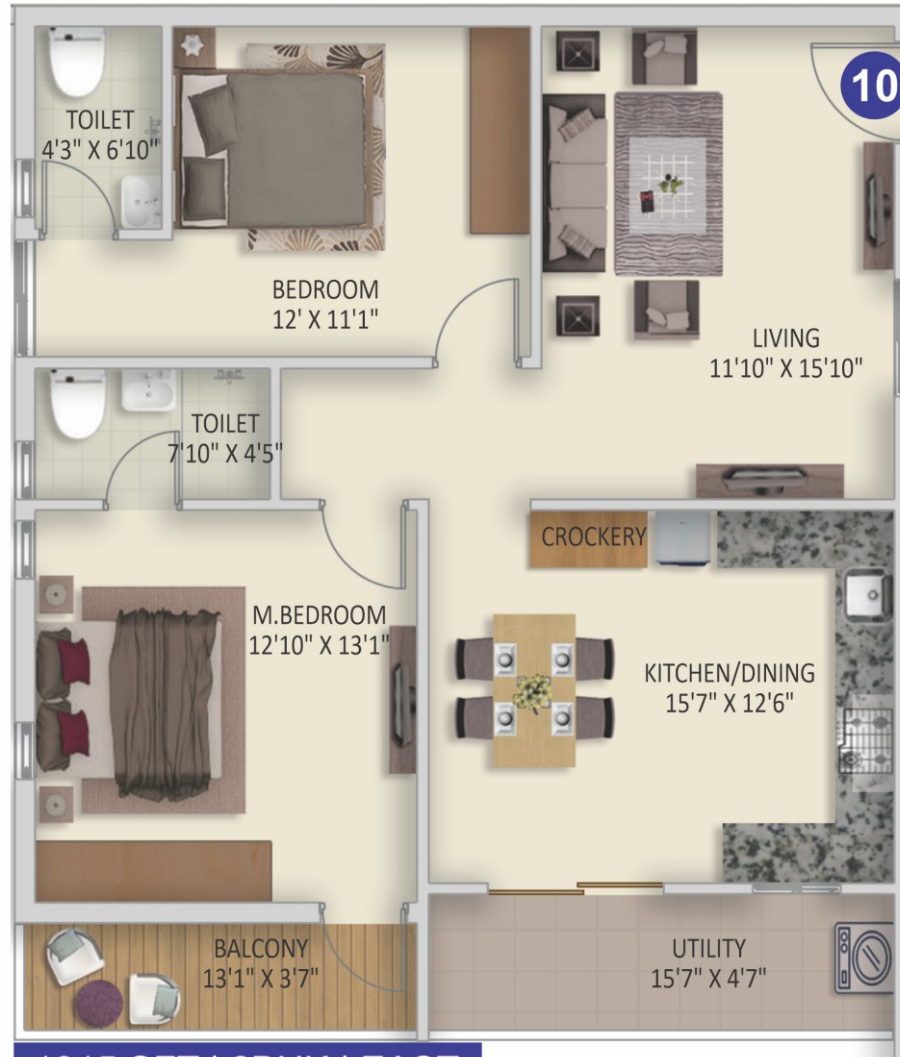 10
TOILET
4'3" X 6'10"
BEDROOM
12' X 11'1"
LIVING
11'10" X 15'10"
TOILET
7'10" X 4'5"
CROCKERY
M.BEDROOM
12'10" X 13'1"
KITCHEN/DINING
15'7" X 12'6"
BALCONY
13'1" X 3'7"
UTILITY
15'7" X 4'7"